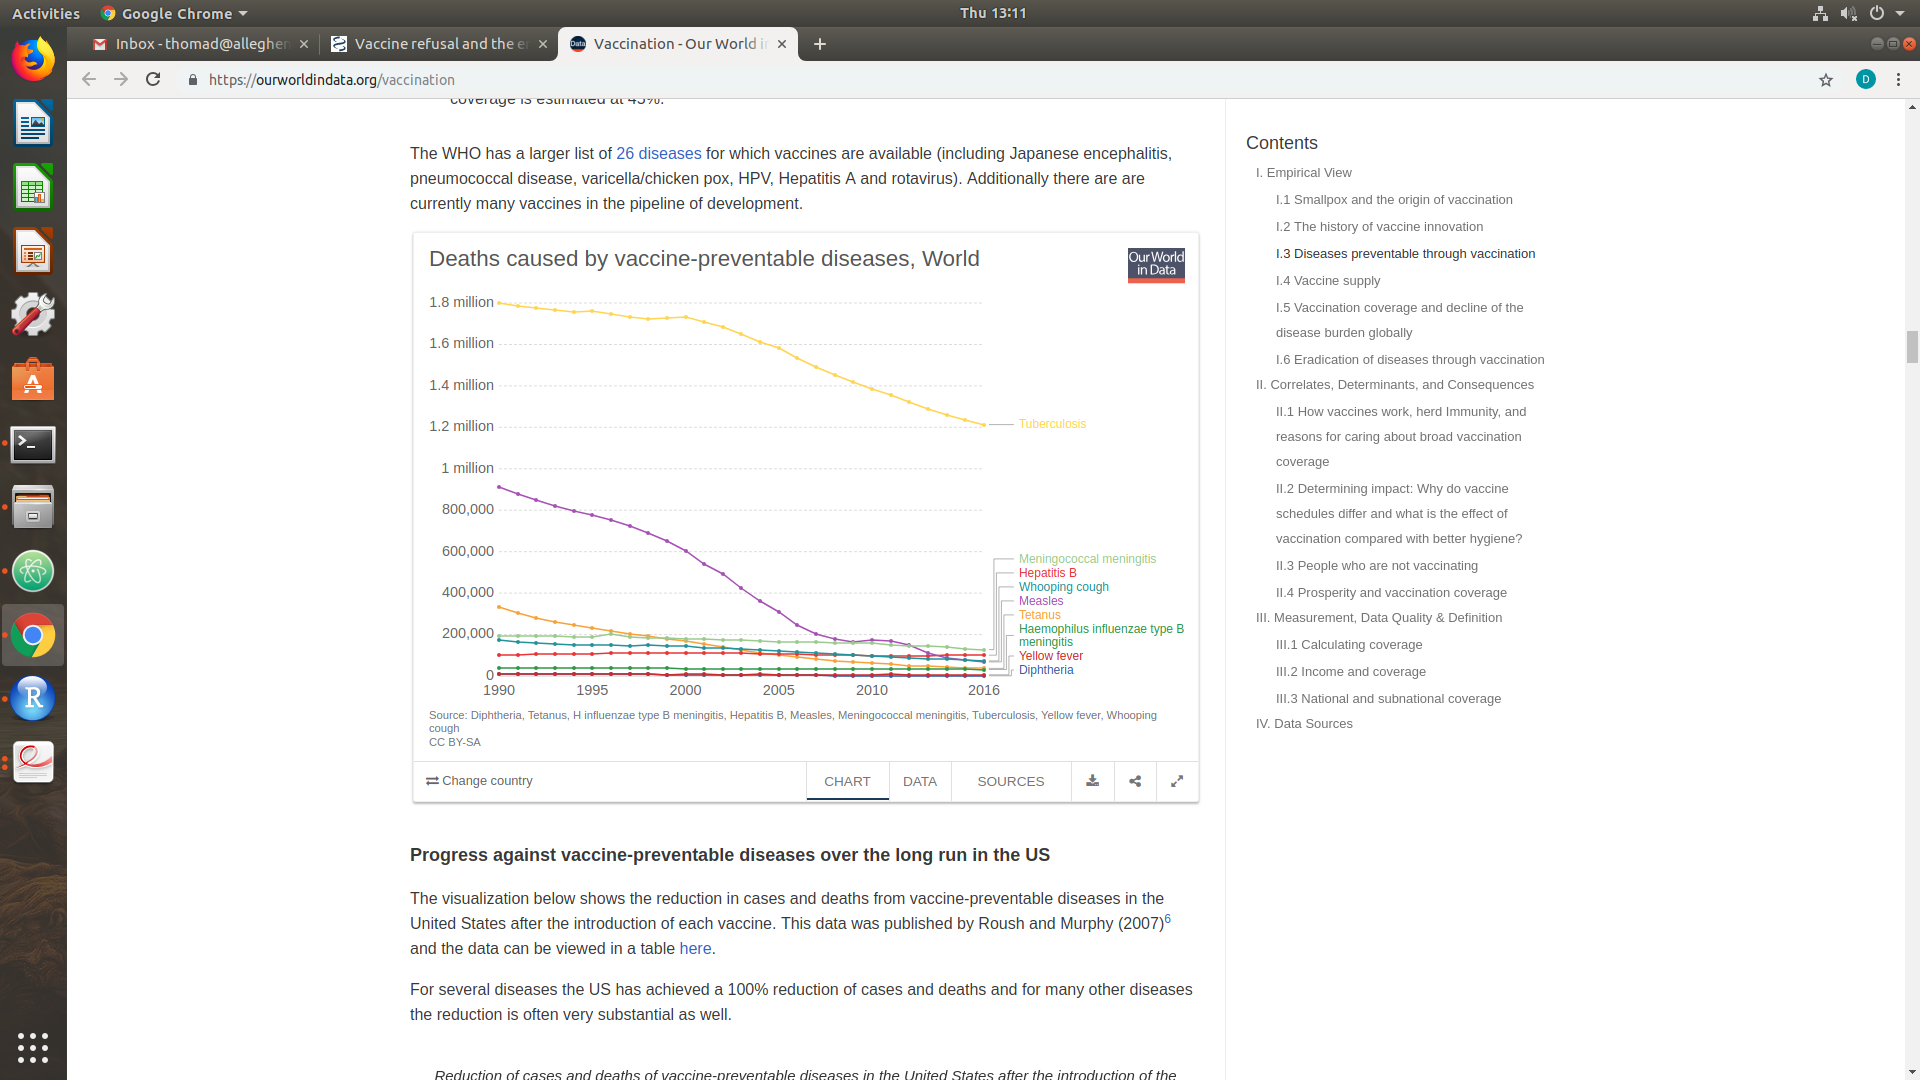 Activities
Google Chrome
Thu 13:11
Inbox - thomad@allegher
Vaccine refusal and the e
Vaccination - Our World i
https://ourworldindata.org/vaccination
D
coverage is estimated at 45%.
The WHO has a larger list of 26 diseases for which vaccines are available (including Japanese encephalitis,
pneumococcal disease, varicella/chicken pox, HPV, Hepatitis A and rotavirus). Additionally there are are
currently many vaccines in the pipeline of development.
Deaths caused by vaccine-preventable diseases, World
Our World
in Data
1.8 million
1.6 million
1.4 million
1.2 million
1 million
800,000
600,000
400,000
200,000
0
1990
1995
2000
2005
2010
2016
Tuberculosis
Meningococcal meningitis
Hepatitis B
Whooping cough
Measles
Tetanus
Haemophilus influenzae type B
meningitis
Yellow fever
Diphtheria
Source: Diphtheria, Tetanus, H influenzae type B meningitis, Hepatitis B, Measles, Meningococcal meningitis, Tuberculosis, Yellow fever, Whooping
cough
CC BY-SA
Change country
CHART
DATA
SOURCES
Progress against vaccine-preventable diseases over the long run in the US
The visualization below shows the reduction in cases and deaths from vaccine-preventable diseases in the
United States after the introduction of each vaccine. This data was published by Roush and Murphy (2007)6
and the data can be viewed in a table here.
For several diseases the US has achieved a 100% reduction of cases and deaths and for many other diseases
the reduction is often very substantial as well.
Reduction of cases and deaths of vaccine-preventable diseases in the United States after the introduction of the
Contents
I. Empirical View
I.1 Smallpox and the origin of vaccination
I.2 The history of vaccine innovation
I.3 Diseases preventable through vaccination
I.4 Vaccine supply
I.5 Vaccination coverage and decline of the
disease burden globally
I.6 Eradication of diseases through vaccination
II. Correlates, Determinants, and Consequences
II.1 How vaccines work, herd Immunity, and
reasons for caring about broad vaccination
coverage
II.2 Determining impact: Why do vaccine
schedules differ and what is the effect of
vaccination compared with better hygiene?
II.3 People who are not vaccinating
II.4 Prosperity and vaccination coverage
III. Measurement, Data Quality & Definition
III.1 Calculating coverage
III.2 Income and coverage
III.3 National and subnational coverage
IV. Data Sources